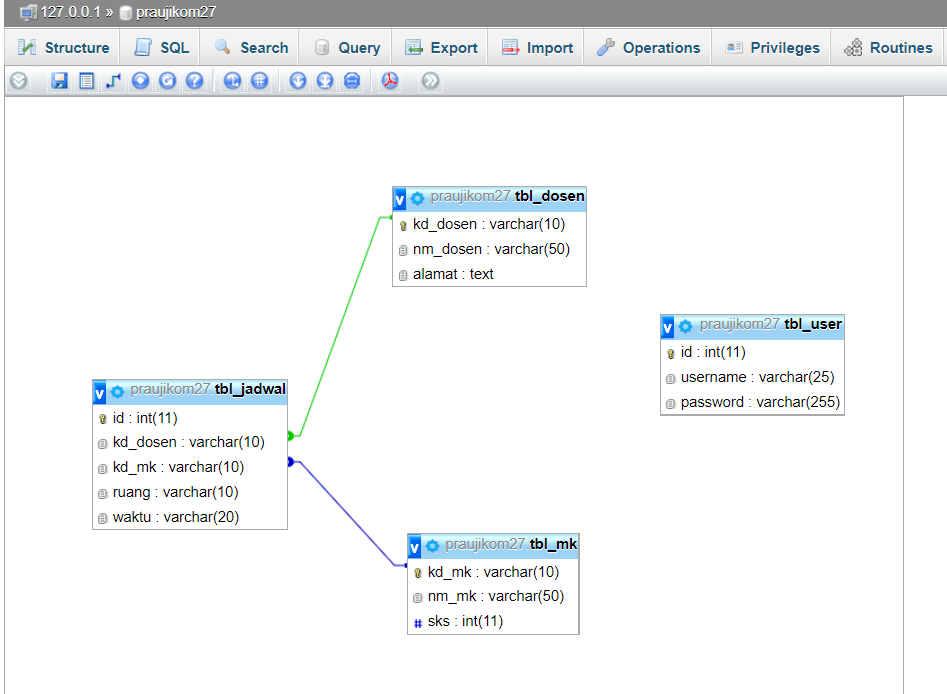 127.0.0.1 » praujikom27
Structure SQL Search Query Export Import Operations Privileges Routines
praujikom27.tbl_dosen
kd_dosen : varchar(10)
nm_dosen : varchar(50)
alamat : text
praujikom27.tbl_user
id : int(11)
username : varchar(25)
password : varchar(255)
praujikom27.tbl_jadwal
id : int(11)
kd_dosen : varchar(10)
kd_mk : varchar(10)
ruang : varchar(10)
waktu : varchar(20)
praujikom27.tbl_mk
kd_mk : varchar(10)
nm_mk : varchar(50)
# sks : int(11)